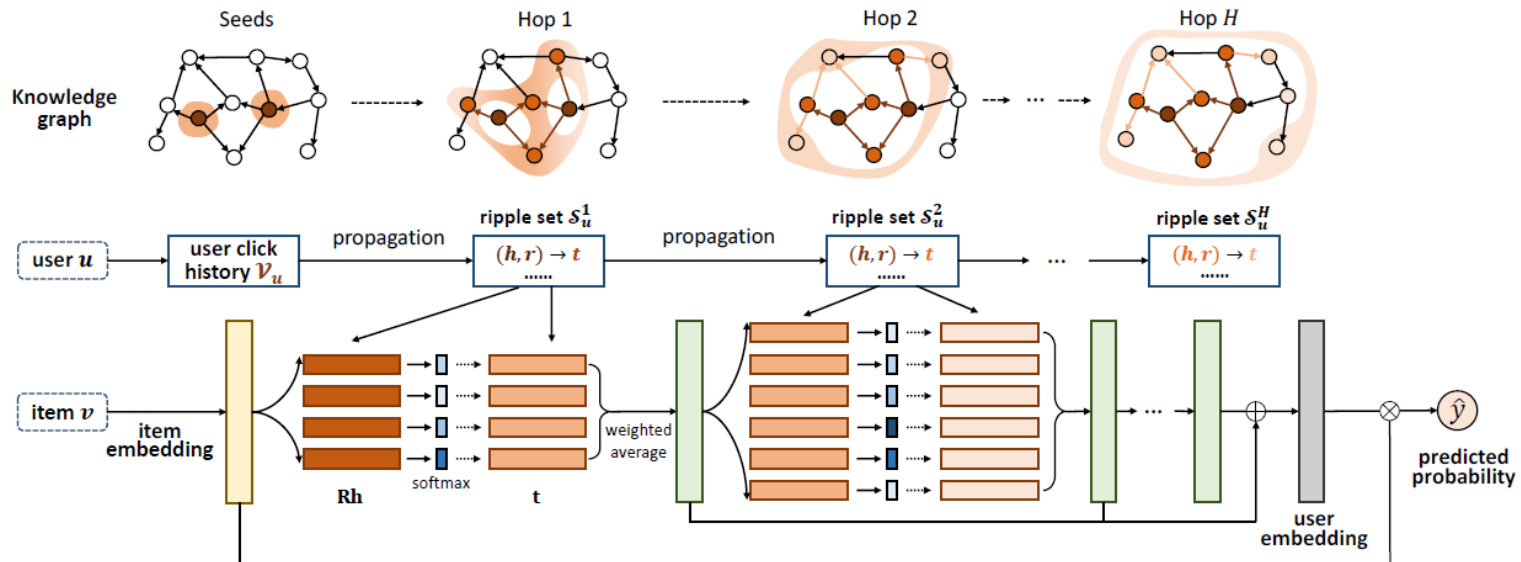 Seeds
Hop 1
Hop 2
Hop H
Knowledge
graph
...
ripple set 𝒮ᵤ¹
ripple set 𝒮ᵤ²
ripple set 𝒮ᵤᴴ
user u
user click
history 𝒱ᵤ
propagation
(h, r) → t
......
propagation
(h, r) → t
......
...
(h, r) → t
......
item v
item
embedding
Rh
softmax
t
weighted
average
...
user
embedding
ŷ
predicted
probability